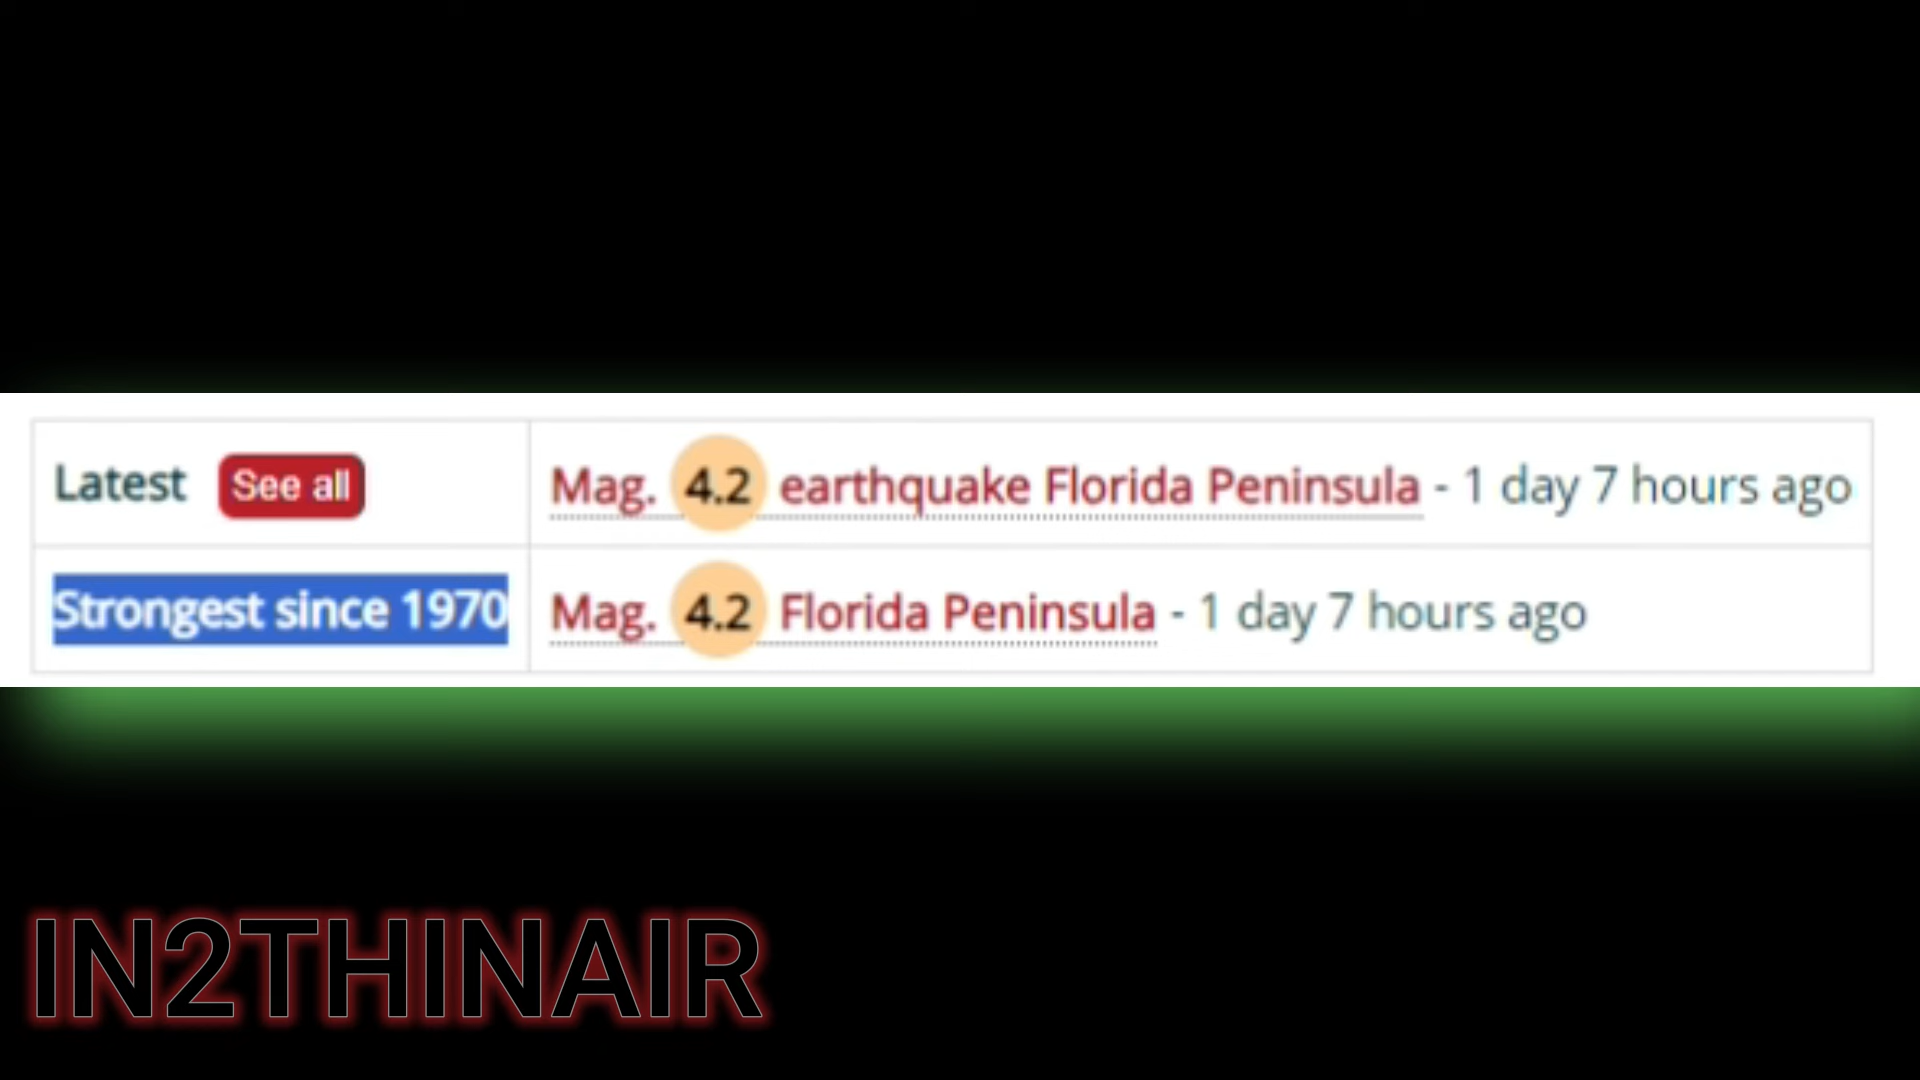 Latest See all Mag. 4.2 earthquake Florida Peninsula - 1 day 7 hours ago
Strongest since 1970 Mag. 4.2 Florida Peninsula - 1 day 7 hours ago
IN2THINAIR